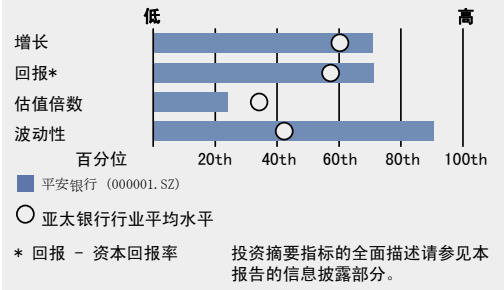 低 高
增长
回报*
估值倍数
波动性
百分位 20th 40th 60th 80th 100th
平安银行 (000001.SZ)
亚太银行行业平均水平
* 回报 - 资本回报率
投资摘要指标的全面描述请参见本
报告的信息披露部分。